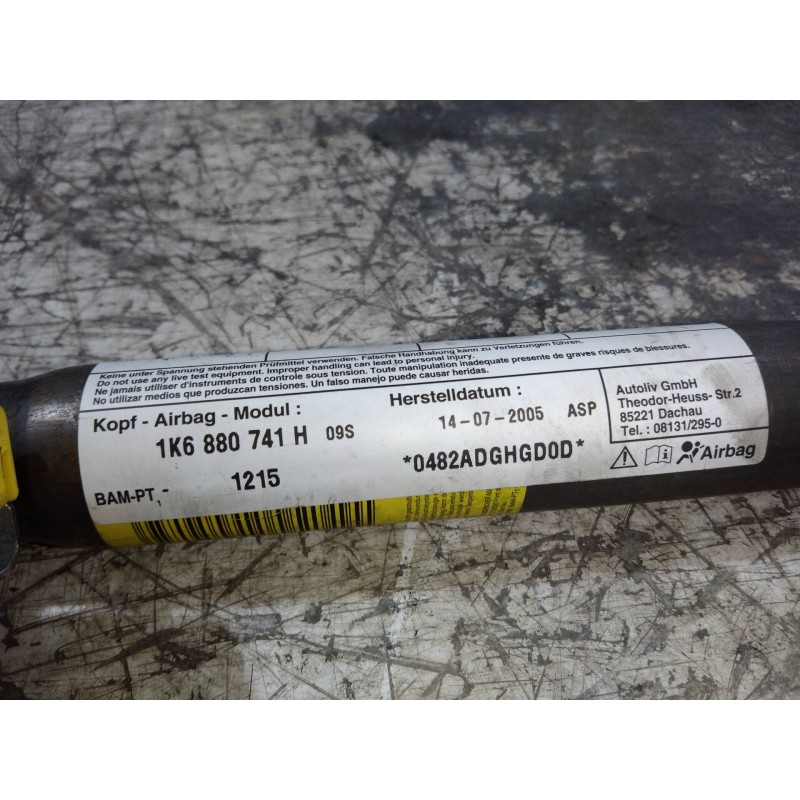 Keine unter Spannung stehenden Prüfmittel verwenden. Falsche Handhabung kann zu Verletzungen führen.
Do not use any live test equipment. Improper handling can lead to personal injury.
Ne jamais utiliser d'instruments de controle sous tension. Toute manipulation inadequate presente de graves risques de blessures.
No utilizar medios que produzcan tensiones. Un falso manejo puede causar heridas.
Kopf - Airbag - Modul :
1K6 880 741 H 09S
BAM-PT,- 1215
Herstelldatum :
14-07-2005 ASP
*0482ADGHGD0D*
Autoliv GmbH
Theodor-Heuss- Str.2
85221 Dachau
Tel. : 08131/295-0
Airbag